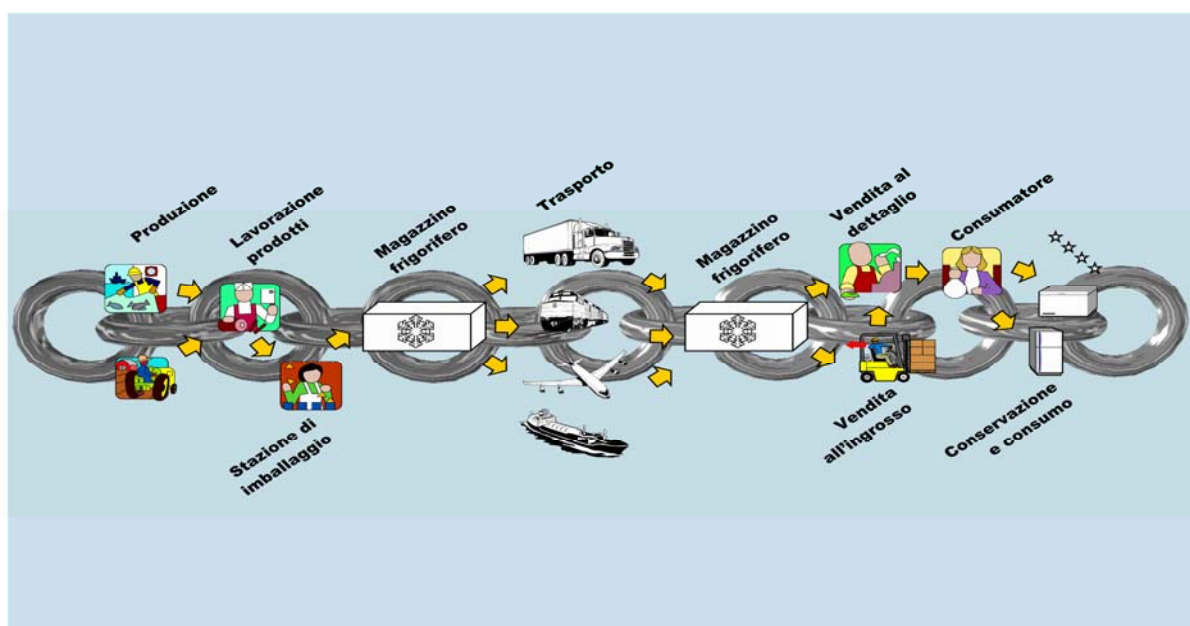 Produzione
Lavorazione
prodotti
Stazione di
imballaggio
Magazzino
frigorifero
Trasporto
Magazzino
frigorifero
Vendita al
dettaglio
Vendita
all'ingrosso
Consumatore
Conservazione
e consumo